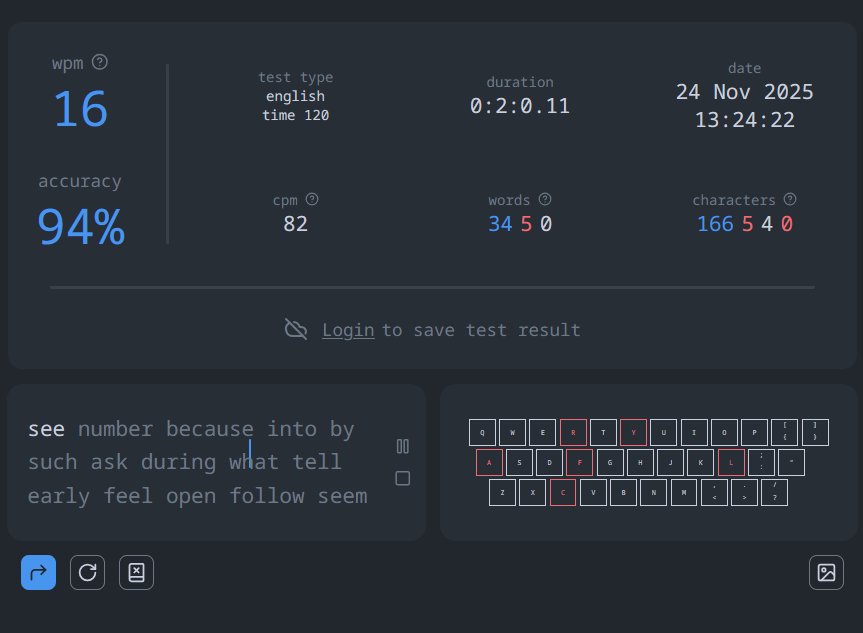 wpm
16
accuracy
94%
test type
english
time 120
duration
0:2:0.11
date
24 Nov 2025
13:24:22
cpm
82
words
34 5 0
characters
166 5 4 0
Login to save test result
see number because into by
such ask during what tell
early feel open follow seem
Q W E R T Y U I O P [ { ] }
A S D F G H J K L ; : "
Z X C V B N M , < . > / ?